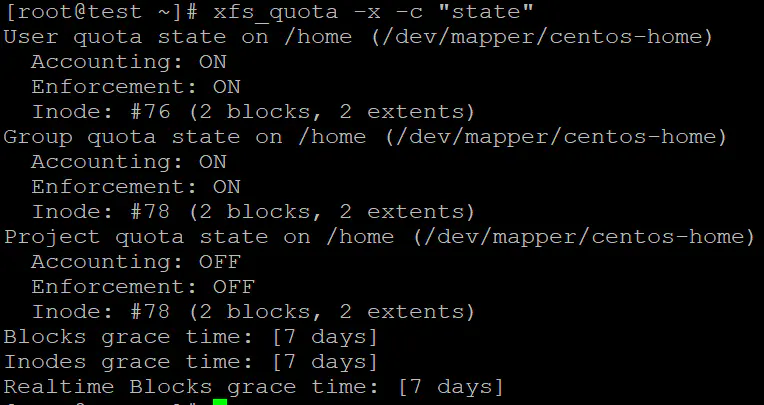 [root@test ~]# xfs_quota -x -c "state"
User quota state on /home (/dev/mapper/centos-home)
  Accounting: ON
  Enforcement: ON
  Inode: #76 (2 blocks, 2 extents)
Group quota state on /home (/dev/mapper/centos-home)
  Accounting: ON
  Enforcement: ON
  Inode: #78 (2 blocks, 2 extents)
Project quota state on /home (/dev/mapper/centos-home)
  Accounting: OFF
  Enforcement: OFF
  Inode: #78 (2 blocks, 2 extents)
Blocks grace time: [7 days]
Inodes grace time: [7 days]
Realtime Blocks grace time: [7 days]